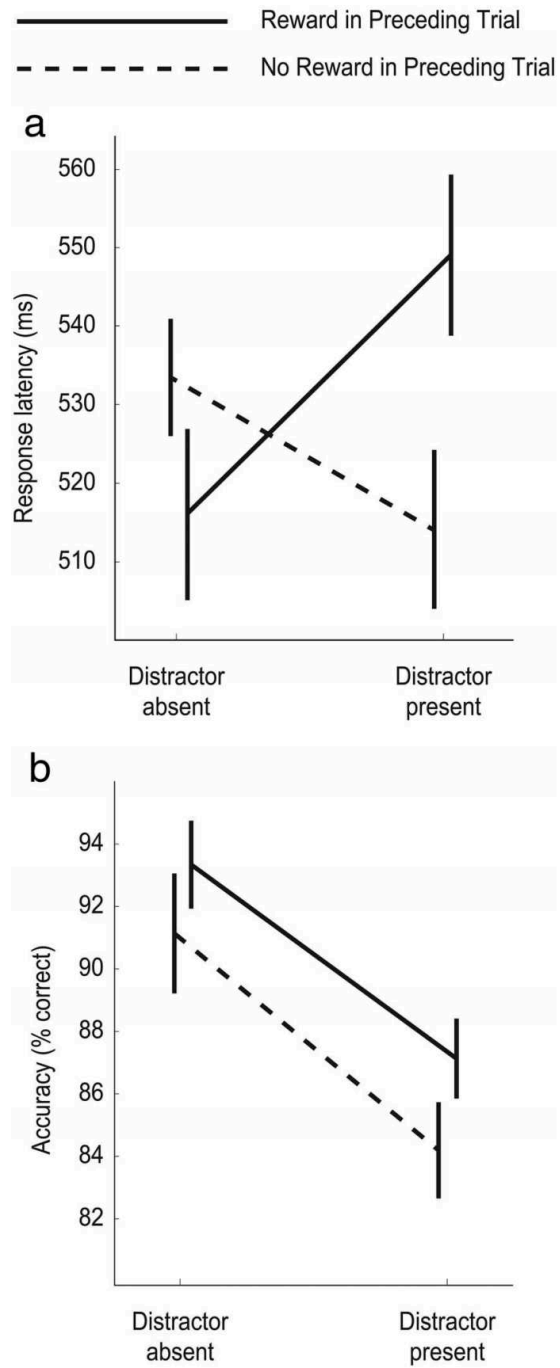 Reward in Preceding Trial
No Reward in Preceding Trial
a
560
550
540
530
520
510
Response latency (ms)
Distractor
absent
Distractor
present
b
94
92
90
88
86
84
82
Accuracy (% correct)
Distractor
absent
Distractor
present